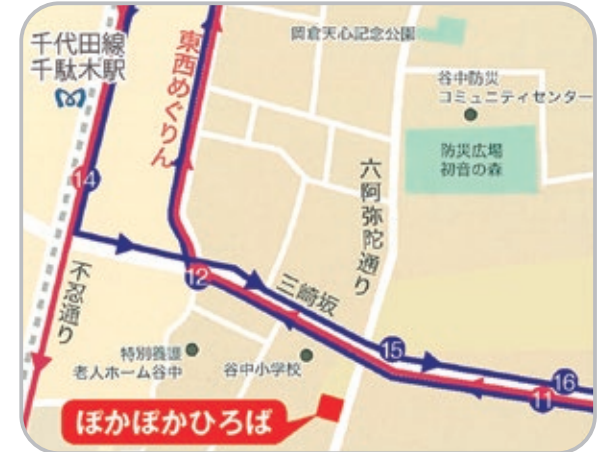 岡倉天心記念公園
千代田線
千駄木駅
東西めぐりん
谷中防災
コミュニティセンター
防災広場
初音の森
六阿弥陀通り
14
不忍通り
12
三崎坂
15
特別養護
老人ホーム谷中
谷中小学校
16
11
ぽかぽかひろば